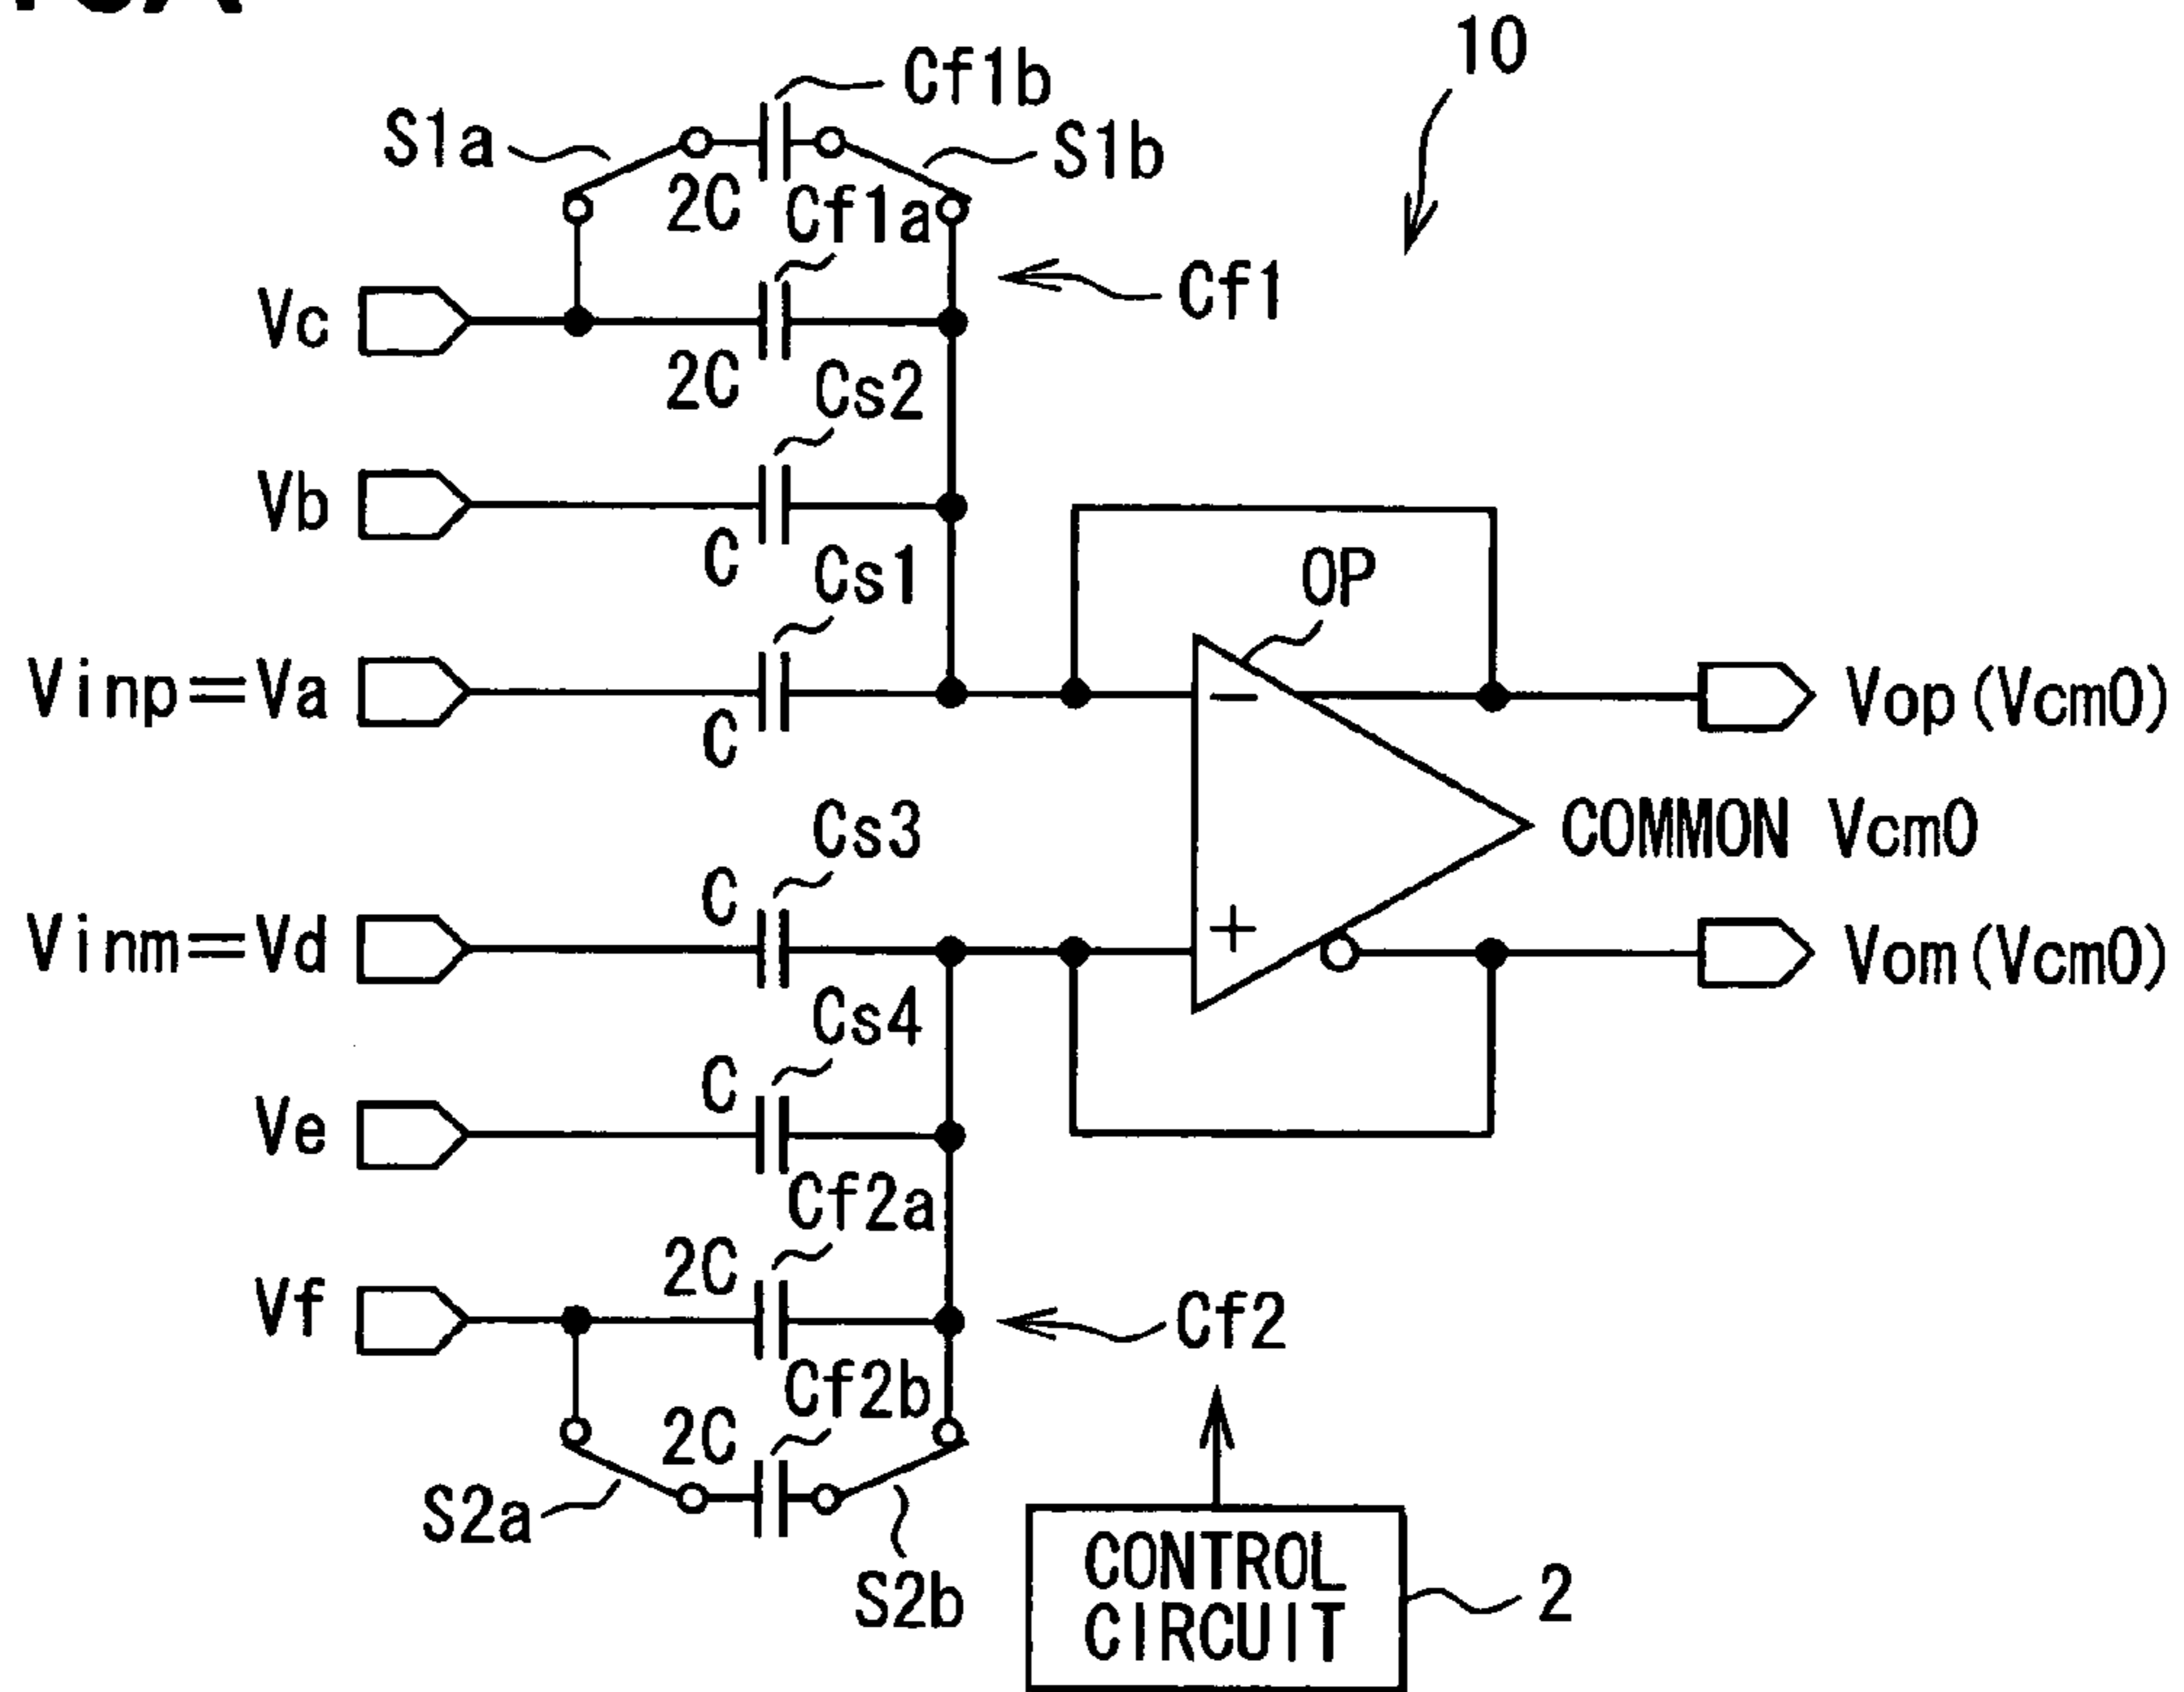 10
Cf1b
S1a
S1b
2C
Cf1a
Cf1
Vc
2C
Cs2
Vb
C
Cs1
OP
Vinp=Va
−
Vop(Vcm0)
C
Cs3
COMMON Vcm0
C
+
Vinm=Vd
Vom(Vcm0)
Cs4
C
Ve
Cf2a
2C
Vf
Cf2
Cf2b
2C
S2a
S2b
CONTROL
CIRCUIT
2